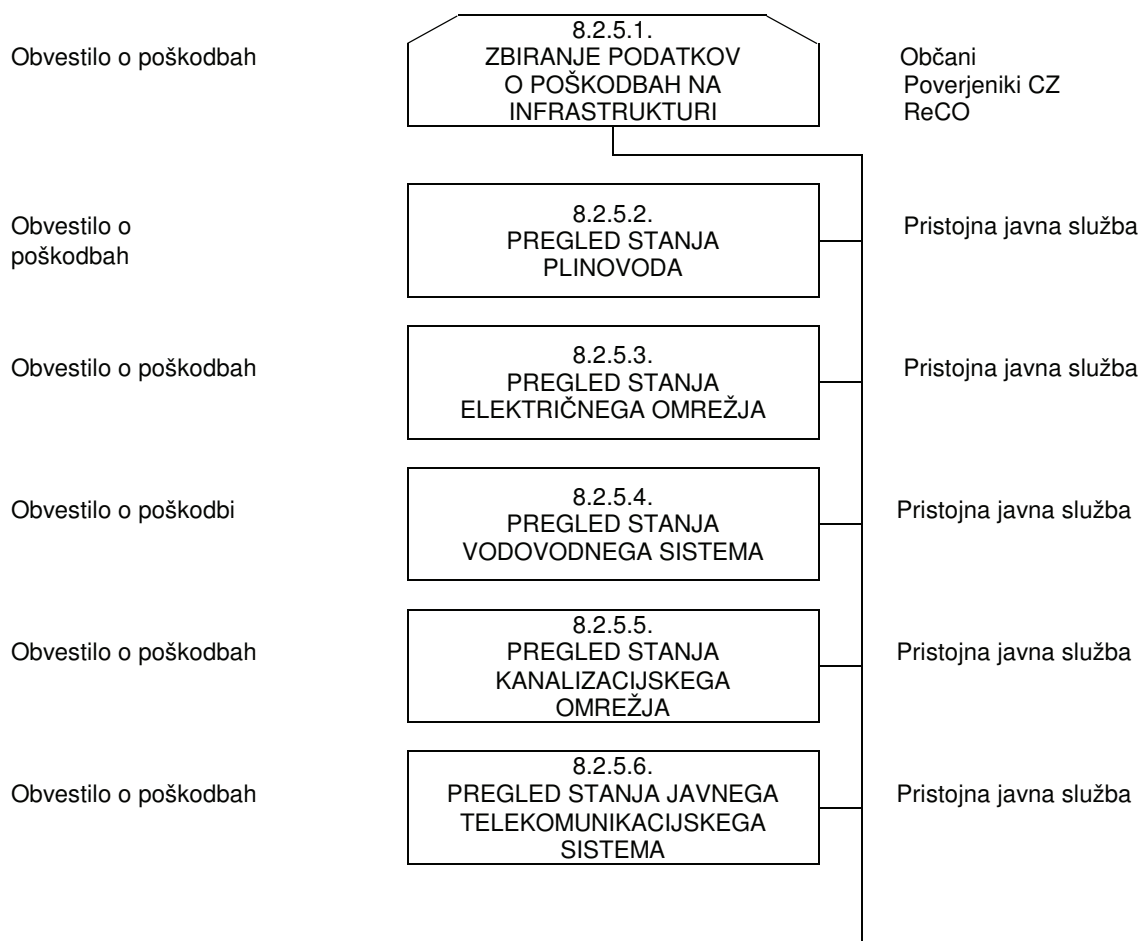 Obvestilo o poškodbah
8.2.5.1.
ZBIRANJE PODATKOV
O POŠKODBAH NA
INFRASTRUKTURI
Občani
Poverjeniki CZ
ReCO
Obvestilo o
poškodbah
8.2.5.2.
PREGLED STANJA
PLINOVODA
Pristojna javna služba
Obvestilo o poškodbah
8.2.5.3.
PREGLED STANJA
ELEKTRIČNEGA OMREŽJA
Pristojna javna služba
Obvestilo o poškodbi
8.2.5.4.
PREGLED STANJA
VODOVODNEGA SISTEMA
Pristojna javna služba
Obvestilo o poškodbah
8.2.5.5.
PREGLED STANJA
KANALIZACIJSKEGA
OMREŽJA
Pristojna javna služba
Obvestilo o poškodbah
8.2.5.6.
PREGLED STANJA JAVNEGA
TELEKOMUNIKACIJSKEGA
SISTEMA
Pristojna javna služba